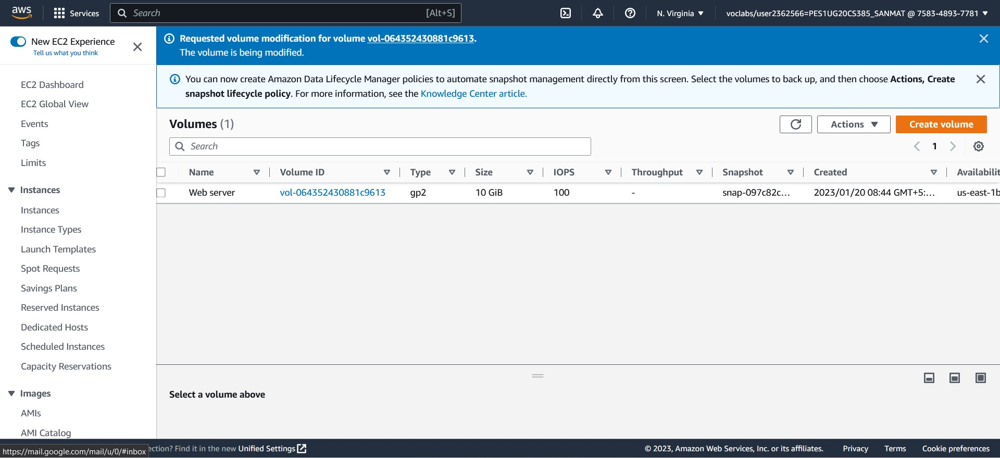 aws
Services
Search
[Alt+S]
N. Virginia
voclabs/user2362566=PES1UG20CS385_SANMAT @ 7583-4893-7781
New EC2 Experience
Tell us what you think
EC2 Dashboard
EC2 Global View
Events
Tags
Limits
Instances
Instances
Instance Types
Launch Templates
Spot Requests
Savings Plans
Reserved Instances
Dedicated Hosts
Scheduled Instances
Capacity Reservations
Images
AMIs
AMI Catalog
Requested volume modification for volume vol-064352430881c9613.
The volume is being modified.
You can now create Amazon Data Lifecycle Manager policies to automate snapshot management directly from this screen. Select the volumes to back up, and then choose Actions, Create
snapshot lifecycle policy. For more information, see the Knowledge Center article.
Volumes (1)
Actions
Create volume
Search
1
Name Volume ID Type Size IOPS Throughput Snapshot Created Availabilit
Web server vol-064352430881c9613 gp2 10 GiB 100 - snap-097c82c... 2023/01/20 08:44 GMT+5:... us-east-1b
Select a volume above
https://mail.google.com/mail/u/0/#inbox
ection? Find it in the new Unified Settings
© 2023, Amazon Web Services, Inc. or its affiliates.
Privacy
Terms
Cookie preferences